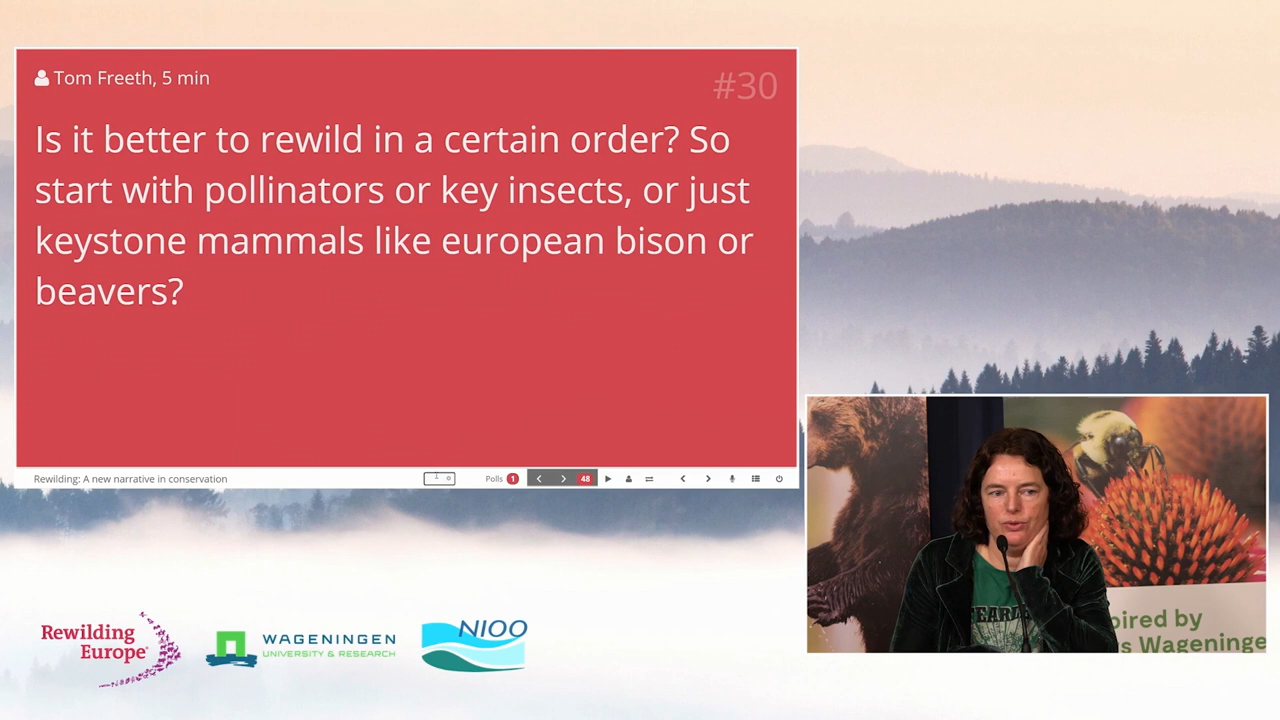 Tom Freeth, 5 min
#30
Is it better to rewild in a certain order? So
start with pollinators or key insects, or just
keystone mammals like european bison or
beavers?
Rewilding: A new narrative in conservation
Polls 1
48
Rewilding
Europe
WAGENINGEN
UNIVERSITY & RESEARCH
NIOO
pired by
s Wageninge